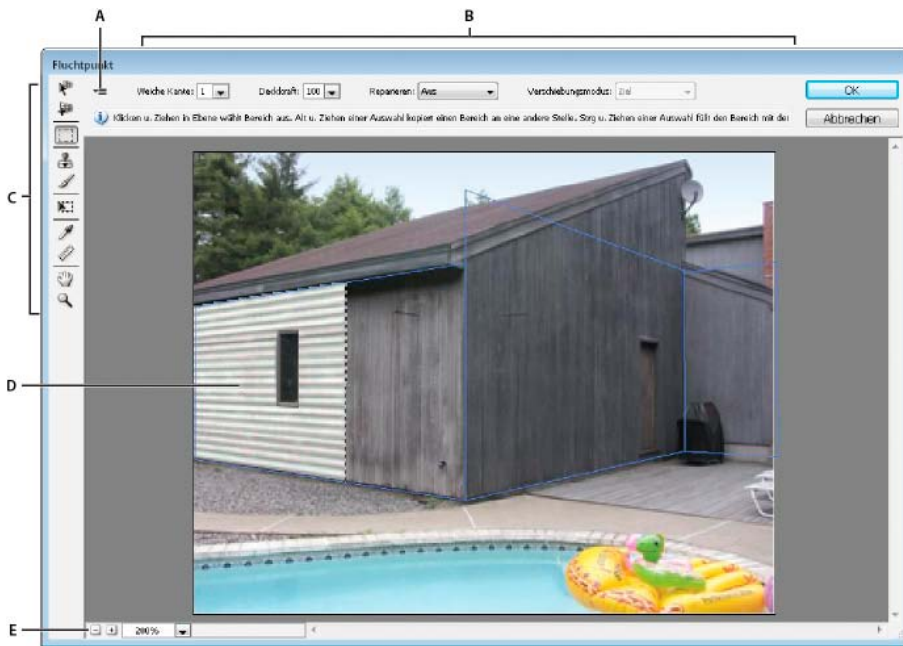 A
B
Fluchtpunkt
Weiche Kante: 1 Deckkraft: 100 Reparieren: Aus Verschiebungsmodus: Ziel
OK
Klicken u. Ziehen in Ebene wählt Bereich aus. Alt u. Ziehen einer Auswahl kopiert einen Bereich an eine andere Stelle. Strg u. Ziehen einer Auswahl füllt den Bereich mit der
Abbrechen
C
D
E
200%